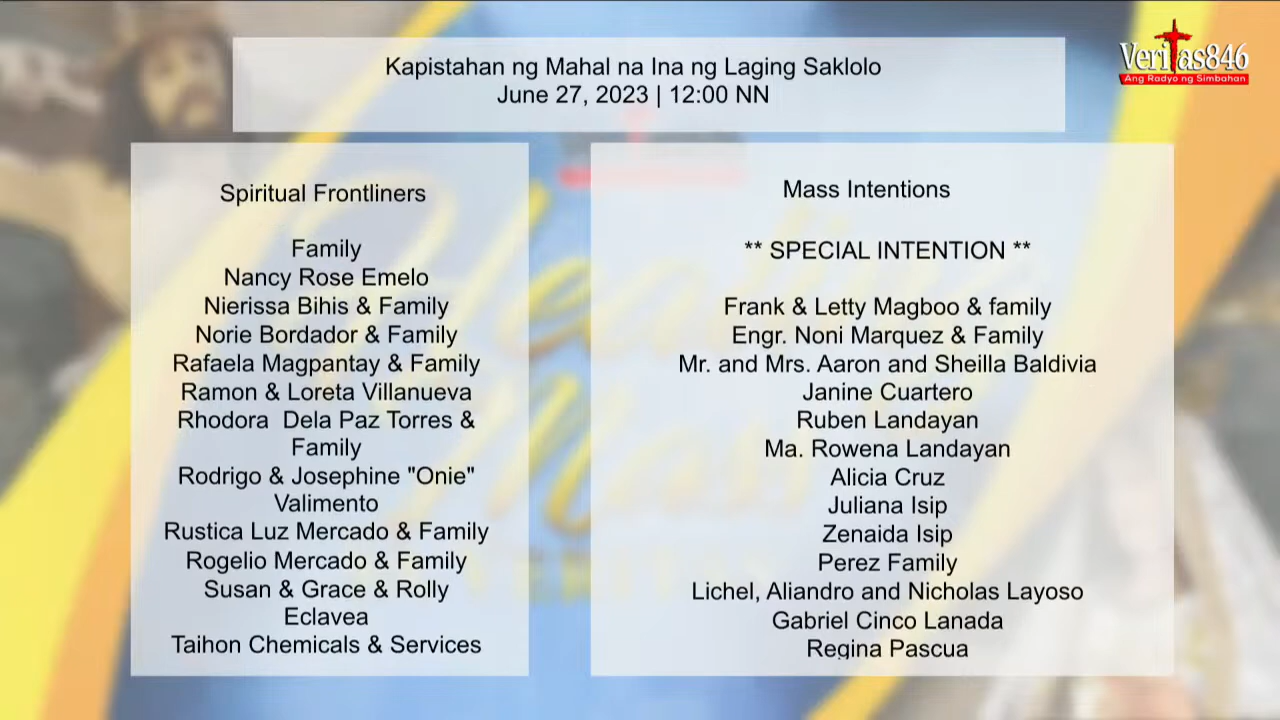 Kapistahan ng Mahal na Ina ng Laging Saklolo
June 27, 2023 | 12:00 NN
Veritas846
Ang Radyo ng Simbahan
Spiritual Frontliners
Family
Nancy Rose Emelo
Nierissa Bihis & Family
Norie Bordador & Family
Rafaela Magpantay & Family
Ramon & Loreta Villanueva
Rhodora  Dela Paz Torres &
Family
Rodrigo & Josephine "Onie"
Valimento
Rustica Luz Mercado & Family
Rogelio Mercado & Family
Susan & Grace & Rolly
Eclavea
Taihon Chemicals & Services
Mass Intentions
** SPECIAL INTENTION **
Frank & Letty Magboo & family
Engr. Noni Marquez & Family
Mr. and Mrs. Aaron and Sheilla Baldivia
Janine Cuartero
Ruben Landayan
Ma. Rowena Landayan
Alicia Cruz
Juliana Isip
Zenaida Isip
Perez Family
Lichel, Aliandro and Nicholas Layoso
Gabriel Cinco Lanada
Regina Pascua